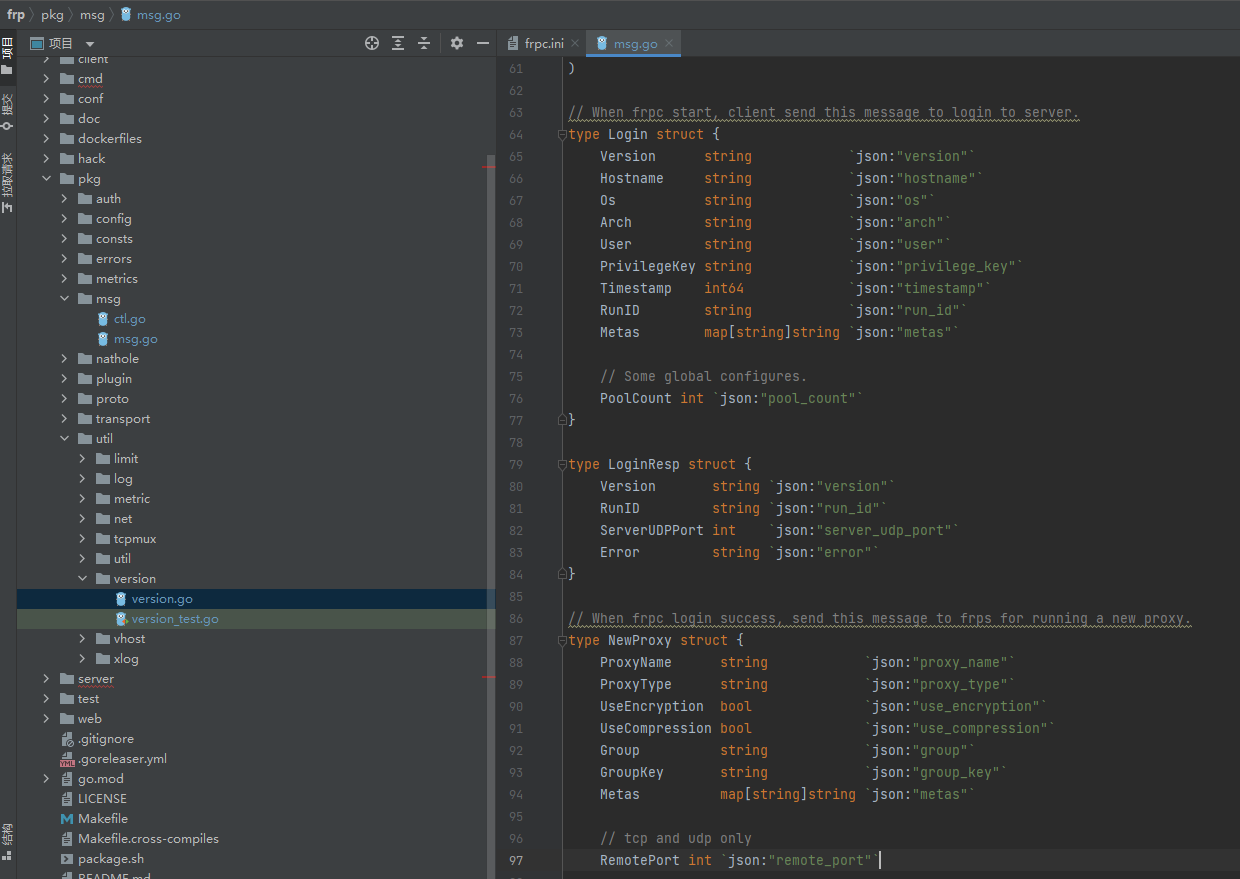 frp pkg msg msg.go
项目
提交
拉取请求
结构
项目
client
cmd
conf
doc
dockerfiles
hack
pkg
auth
config
consts
errors
metrics
msg
ctl.go
msg.go
nathole
plugin
proto
transport
util
limit
log
metric
net
tcpmux
util
version
version.go
version_test.go
vhost
xlog
server
test
web
.gitignore
.goreleaser.yml
go.mod
LICENSE
Makefile
Makefile.cross-compiles
package.sh
README.md
frpc.ini msg.go
61 )
62
63 // When frpc start, client send this message to login to server.
64 type Login struct {
65 Version string `json:"version"`
66 Hostname string `json:"hostname"`
67 Os string `json:"os"`
68 Arch string `json:"arch"`
69 User string `json:"user"`
70 PrivilegeKey string `json:"privilege_key"`
71 Timestamp int64 `json:"timestamp"`
72 RunID string `json:"run_id"`
73 Metas map[string]string `json:"metas"`
74
75 // Some global configures.
76 PoolCount int `json:"pool_count"`
77 }
78
79 type LoginResp struct {
80 Version string `json:"version"`
81 RunID string `json:"run_id"`
82 ServerUDPPort int `json:"server_udp_port"`
83 Error string `json:"error"`
84 }
85
86 // When frpc login success, send this message to frps for running a new proxy.
87 type NewProxy struct {
88 ProxyName string `json:"proxy_name"`
89 ProxyType string `json:"proxy_type"`
90 UseEncryption bool `json:"use_encryption"`
91 UseCompression bool `json:"use_compression"`
92 Group string `json:"group"`
93 GroupKey string `json:"group_key"`
94 Metas map[string]string `json:"metas"`
95
96 // tcp and udp only
97 RemotePort int `json:"remote_port"`